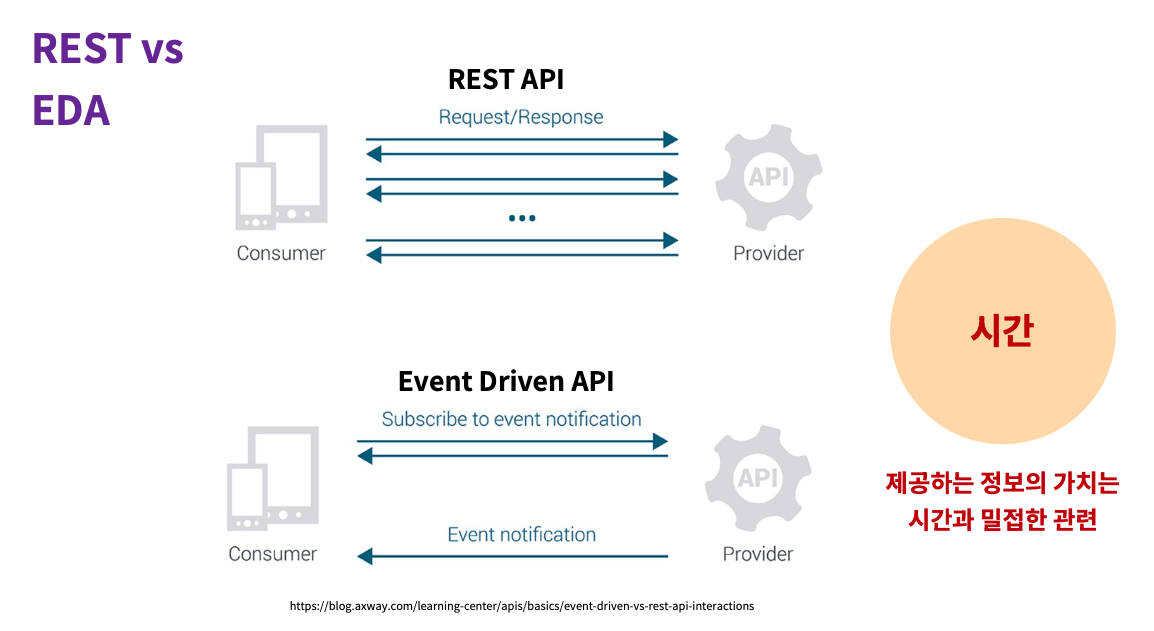 REST vs
EDA
REST API
Request/Response
API
Consumer
Provider
시간
Event Driven API
Subscribe to event notification
API
Event notification
Consumer
Provider
제공하는 정보의 가치는
시간과 밀접한 관련
https://blog.axway.com/learning-center/apis/basics/event-driven-vs-rest-api-interactions